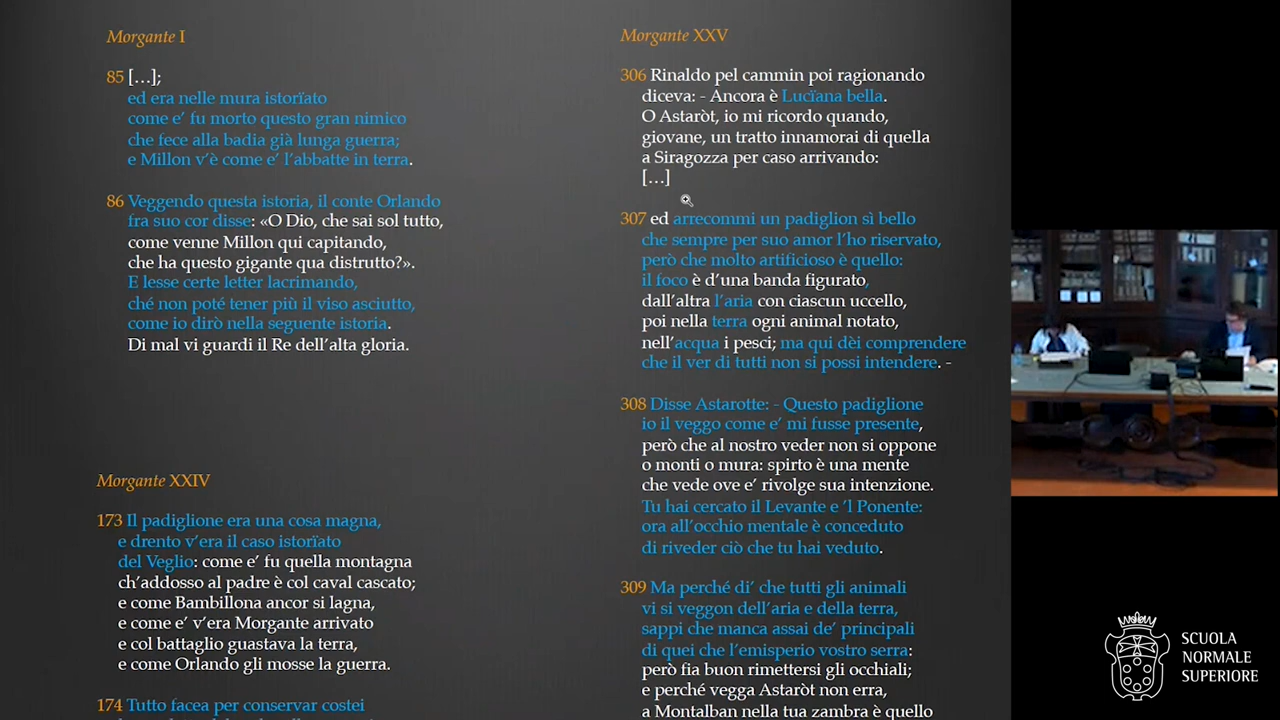 Morgante I
85 […];
ed era nelle mura istorïato
come e’ fu morto questo gran nimico
che fece alla badia già lunga guerra;
e Millon v’è come e’ l’abbatte in terra.
86 Veggendo questa istoria, il conte Orlando
fra suo cor disse: «O Dio, che sai sol tutto,
come venne Millon qui capitando,
che ha questo gigante qua distrutto?».
E lesse certe letter lacrimando,
ché non poté tener più il viso asciutto,
come io dirò nella seguente istoria.
Di mal vi guardi il Re dell’alta gloria.
Morgante XXIV
173 Il padiglione era una cosa magna,
e drento v’era il caso istorïato
del Veglio: come e’ fu quella montagna
ch’addosso al padre è col caval cascato;
e come Bambillona ancor si lagna,
e come e’ v’era Morgante arrivato
e col battaglio guastava la terra,
e come Orlando gli mosse la guerra.
174 Tutto facea per conservar costei
Morgante XXV
306 Rinaldo pel cammin poi ragionando
diceva: - Ancora è Lucïana bella.
O Astaròt, io mi ricordo quando,
giovane, un tratto innamorai di quella
a Siragozza per caso arrivando:
[…]
307 ed arrecommi un padiglion sì bello
che sempre per suo amor l’ho riservato,
però che molto artificioso è quello:
il foco è d’una banda figurato,
dall’altra l’aria con ciascun uccello,
poi nella terra ogni animal notato,
nell’acqua i pesci; ma qui dèi comprendere
che il ver di tutti non si possi intendere. -
308 Disse Astarotte: - Questo padiglione
io il veggo come e’ mi fusse presente,
però che al nostro veder non si oppone
o monti o mura: spirto è una mente
che vede ove e’ rivolge sua intenzione.
Tu hai cercato il Levante e ’l Ponente:
ora all’occhio mentale è conceduto
di riveder ciò che tu hai veduto.
309 Ma perché di’ che tutti gli animali
vi si veggon dell’aria e della terra,
sappi che manca assai de’ principali
di quei che l’emisperio vostro serra:
però fia buon rimettersi gli occhiali;
e perché vegga Astaròt non erra,
a Montalban nella tua zambra è quello
SCUOLA
NORMALE
SUPERIORE